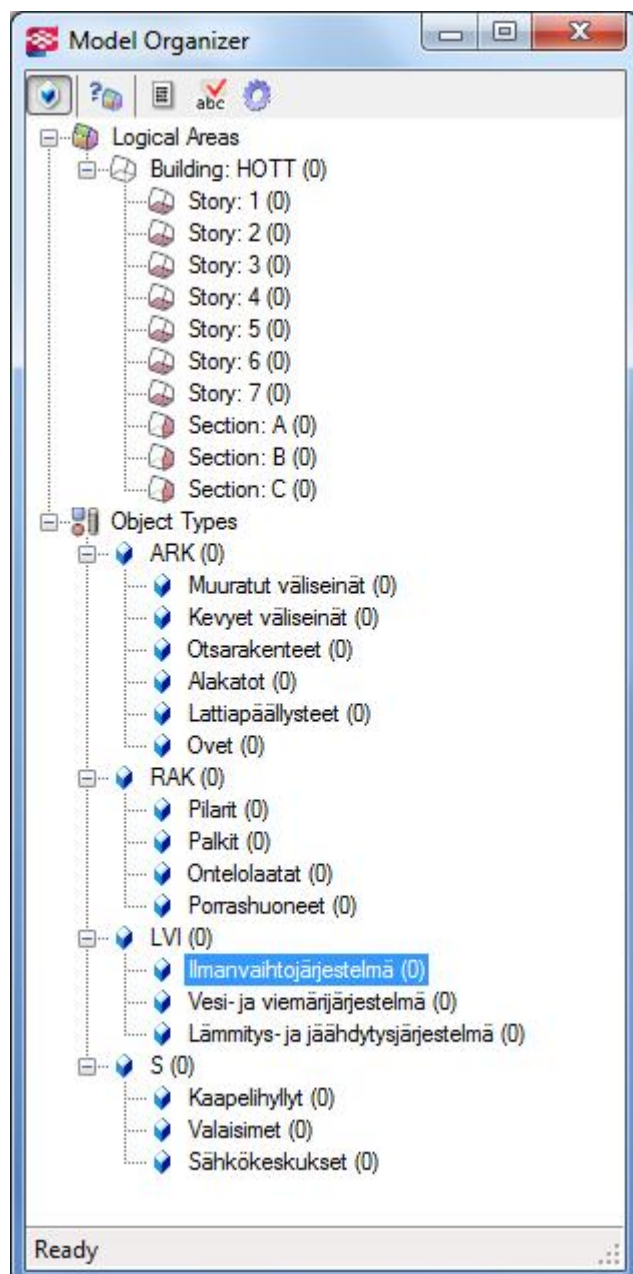 Model Organizer
?
abc
Logical Areas
Building: HOTT (0)
Story: 1 (0)
Story: 2 (0)
Story: 3 (0)
Story: 4 (0)
Story: 5 (0)
Story: 6 (0)
Story: 7 (0)
Section: A (0)
Section: B (0)
Section: C (0)
Object Types
ARK (0)
Muuratut väliseinät (0)
Kevyet väliseinät (0)
Otsarakenteet (0)
Alakatot (0)
Lattiapäällysteet (0)
Ovet (0)
RAK (0)
Pilarit (0)
Palkit (0)
Ontelolaatat (0)
Porrashuoneet (0)
LVI (0)
Ilmanvaihtojärjestelmä (0)
Vesi- ja viemärijärjestelmä (0)
Lämmitys- ja jäähdytysjärjestelmä (0)
S (0)
Kaapelihyllyt (0)
Valaisimet (0)
Sähkökeskukset (0)
Ready